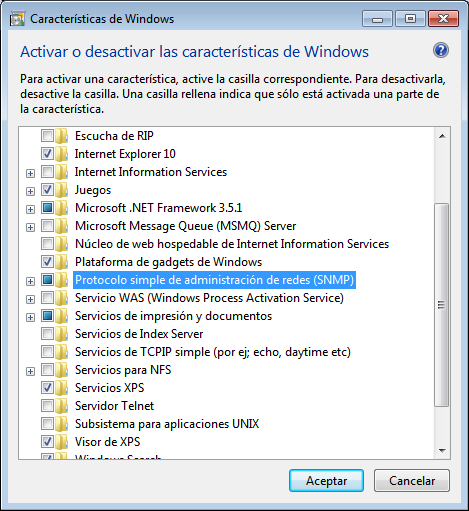 Características de Windows
Activar o desactivar las características de Windows
Para activar una característica, active la casilla correspondiente. Para desactivarla,
desactive la casilla. Una casilla rellena indica que sólo está activada una parte de
la característica.
Escucha de RIP
Internet Explorer 10
Internet Information Services
Juegos
Microsoft .NET Framework 3.5.1
Microsoft Message Queue (MSMQ) Server
Núcleo de web hospedable de Internet Information Services
Plataforma de gadgets de Windows
Protocolo simple de administración de redes (SNMP)
Servicio WAS (Windows Process Activation Service)
Servicios de impresión y documentos
Servicios de Index Server
Servicios de TCPIP simple (por ej; echo, daytime etc)
Servicios para NFS
Servicios XPS
Servidor Telnet
Subsistema para aplicaciones UNIX
Visor de XPS
Windows Search
Aceptar
Cancelar